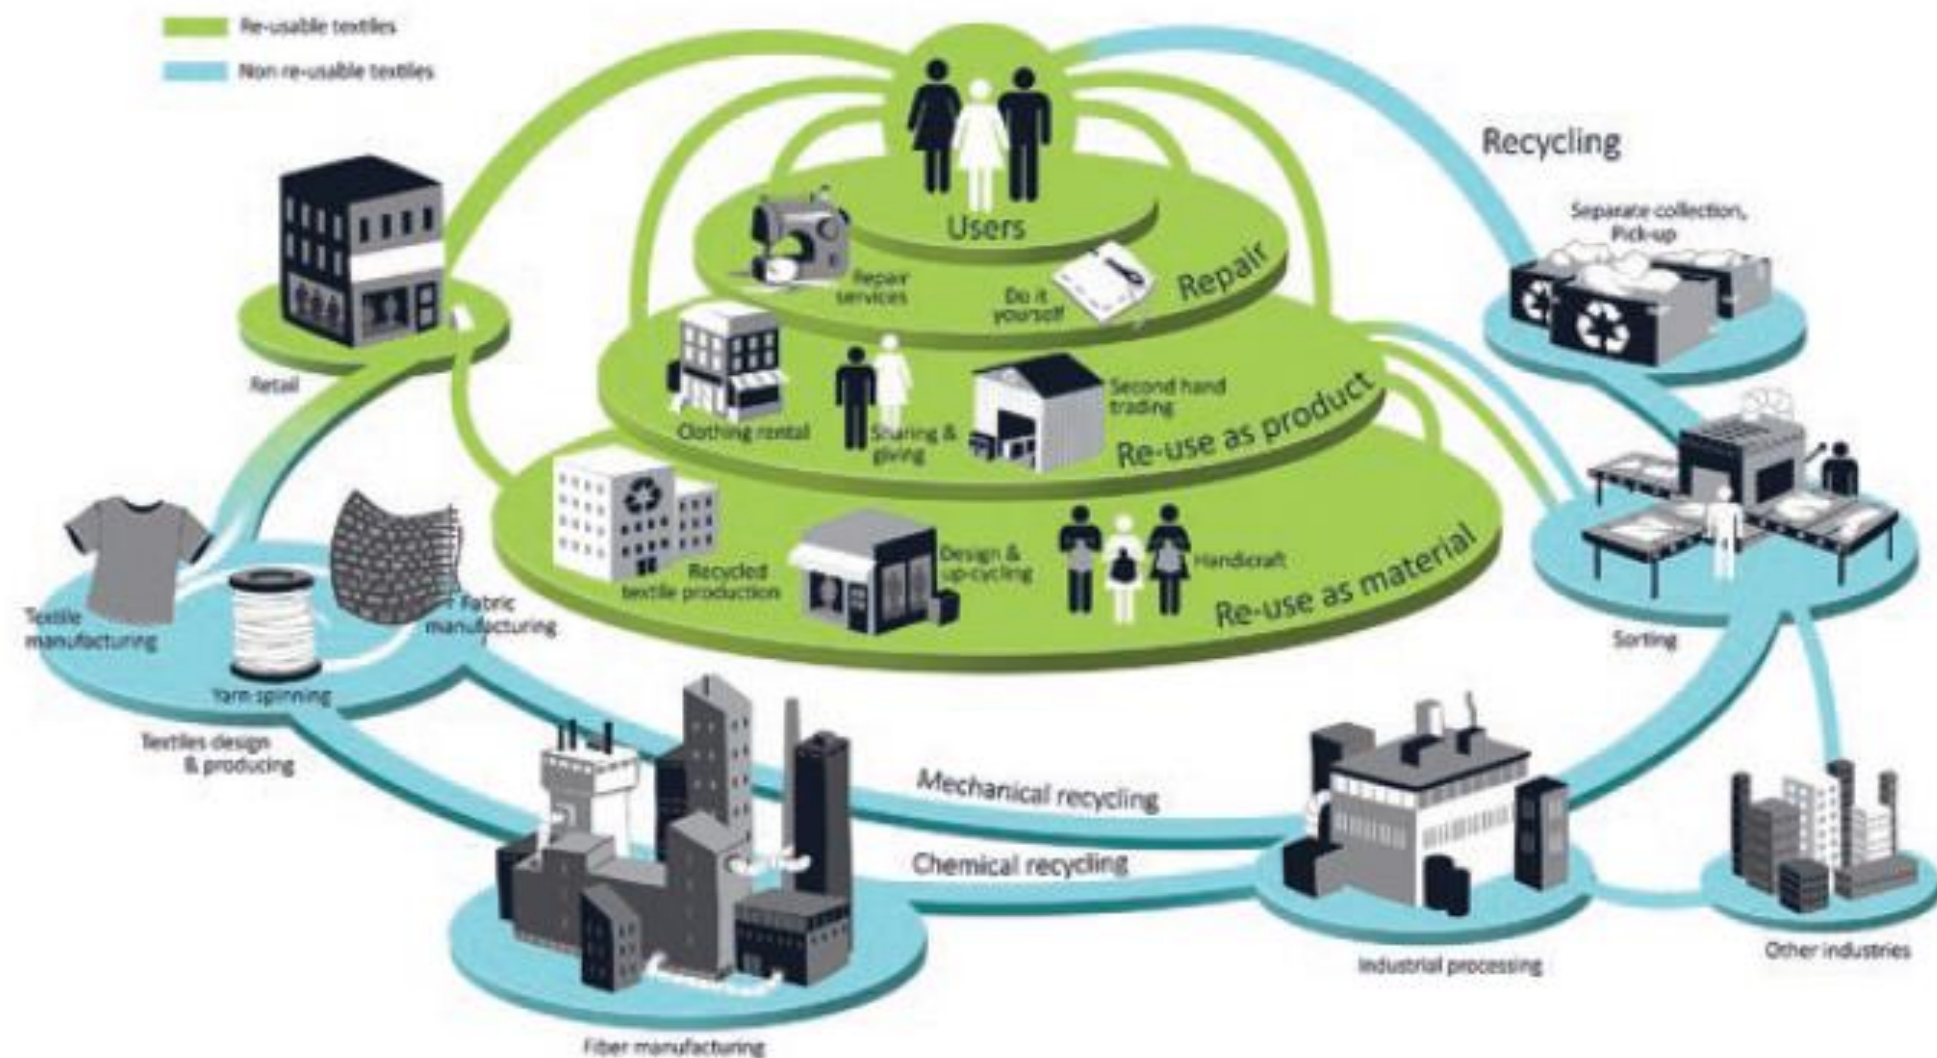 Re-usable textiles
Non re-usable textiles
Recycling
Separate collection,
Pick-up
Users
Repair
services
Do it
yourself
Repair
Retail
Clothing rental
Sharing &
giving
Second hand
trading
Re-use as product
Recycled
textile production
Design &
up-cycling
Handicraft
Re-use as material
Textile
manufacturing
Fabric
manufacturing
Yarn spinning
Textiles design
& producing
Sorting
Mechanical recycling
Chemical recycling
Fiber manufacturing
Industrial processing
Other industries